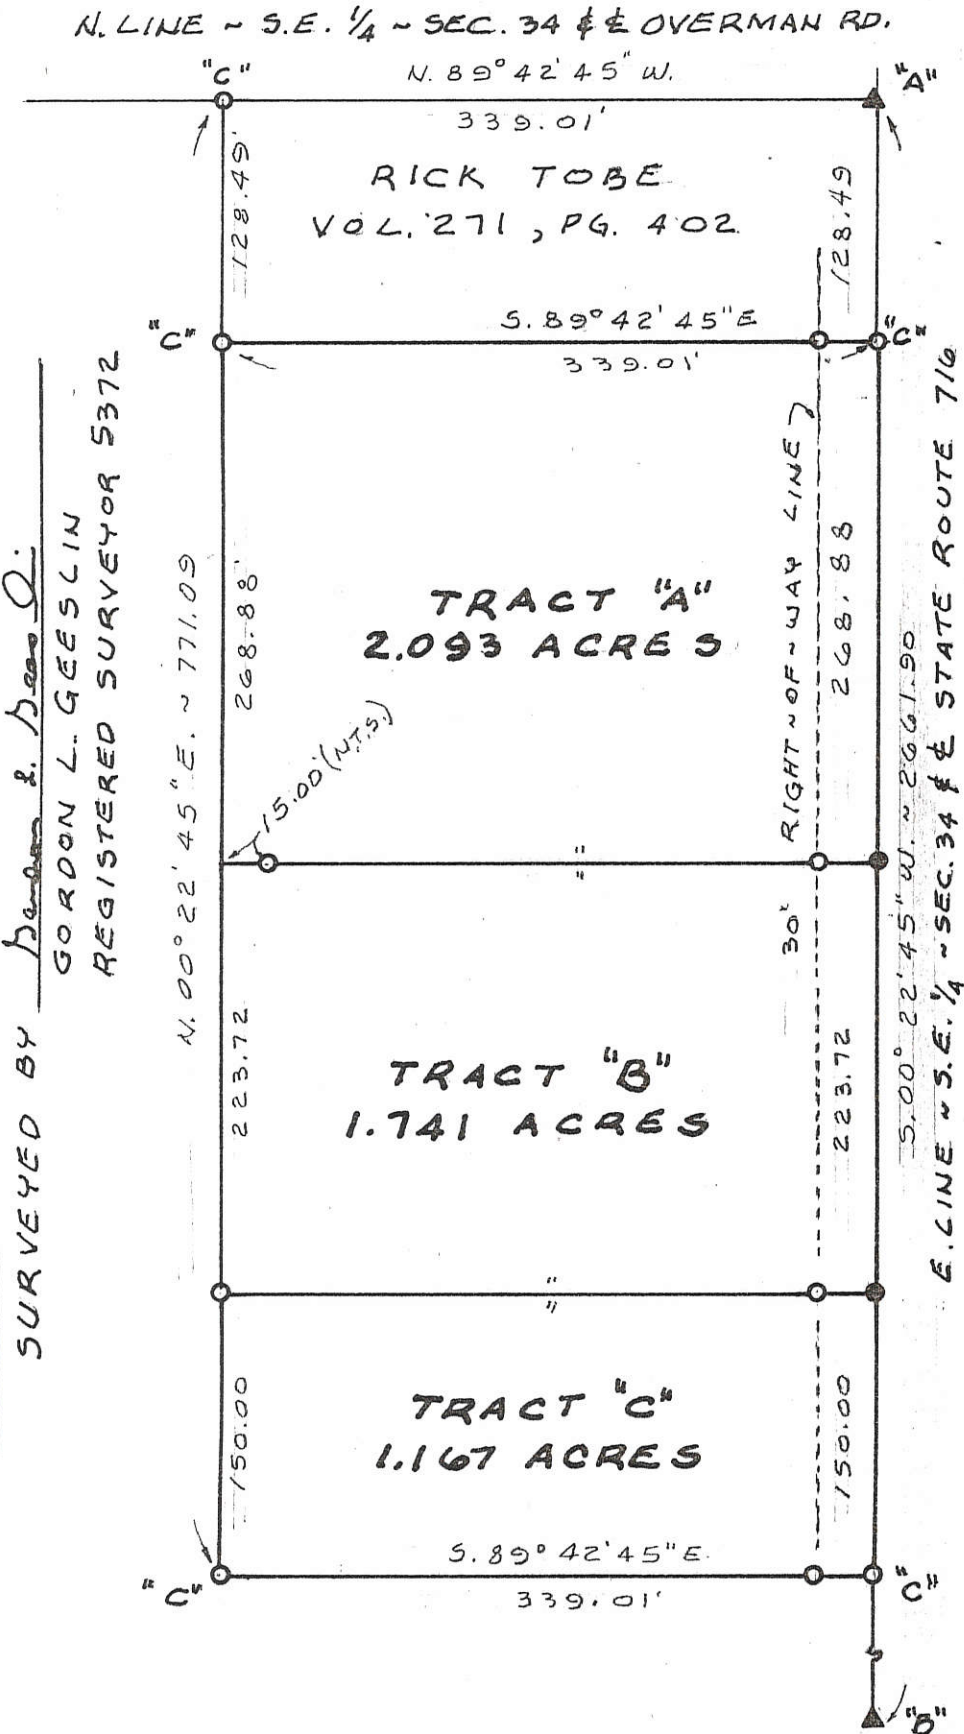 N. LINE ~ S.E. 1/4 ~ SEC. 34 & ℄ OVERMAN RD.
"C"
N. 89° 42' 45" W.
"A"
339.01'
128.49'
RICK TOBE
VOL. 271, PG. 402
128.49
"C"
S. 89° 42' 45" E
"C"
339.01'
SURVEYED BY
GORDON L. GEESLIN
REGISTERED SURVEYOR 5372
N. 00° 22' 45" E. ~ 771.09
268.88'
TRACT "A"
2.093 ACRES
30' RIGHT~OF~WAY LINE
268.88
S. 00° 22' 45" W. ~ 2661.90
E. LINE ~ S.E. 1/4 ~ SEC. 34 & ℄ STATE ROUTE 716
15.00' (N.T.S.)
"
"
223.72
TRACT "B"
1.741 ACRES
223.72
"
"
150.00
TRACT "C"
1.167 ACRES
150.00
S. 89° 42' 45" E.
"C"
339.01'
"C"
"B"